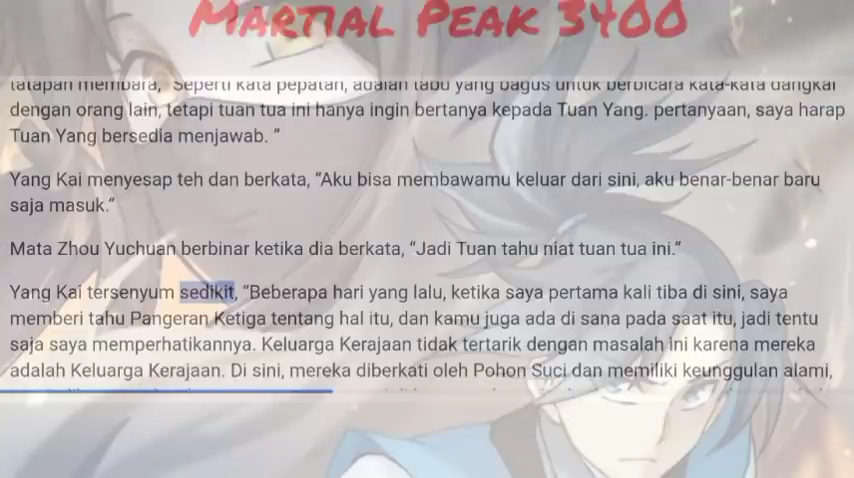 MARTIAL PEAK 3400
tatapan membara, "Seperti kata pepatah, adalah tabu yang bagus untuk berbicara kata-kata dangkal
dengan orang lain, tetapi tuan tua ini hanya ingin bertanya kepada Tuan Yang. pertanyaan, saya harap
Tuan Yang bersedia menjawab. ”
Yang Kai menyesap teh dan berkata, “Aku bisa membawamu keluar dari sini, aku benar-benar baru
saja masuk.”
Mata Zhou Yuchuan berbinar ketika dia berkata, “Jadi Tuan tahu niat tuan tua ini.”
Yang Kai tersenyum sedikit, “Beberapa hari yang lalu, ketika saya pertama kali tiba di sini, saya
memberi tahu Pangeran Ketiga tentang hal itu, dan kamu juga ada di sana pada saat itu, jadi tentu
saja saya memperhatikannya. Keluarga Kerajaan tidak tertarik dengan masalah ini karena mereka
adalah Keluarga Kerajaan. Di sini, mereka diberkati oleh Pohon Suci dan memiliki keunggulan alami,